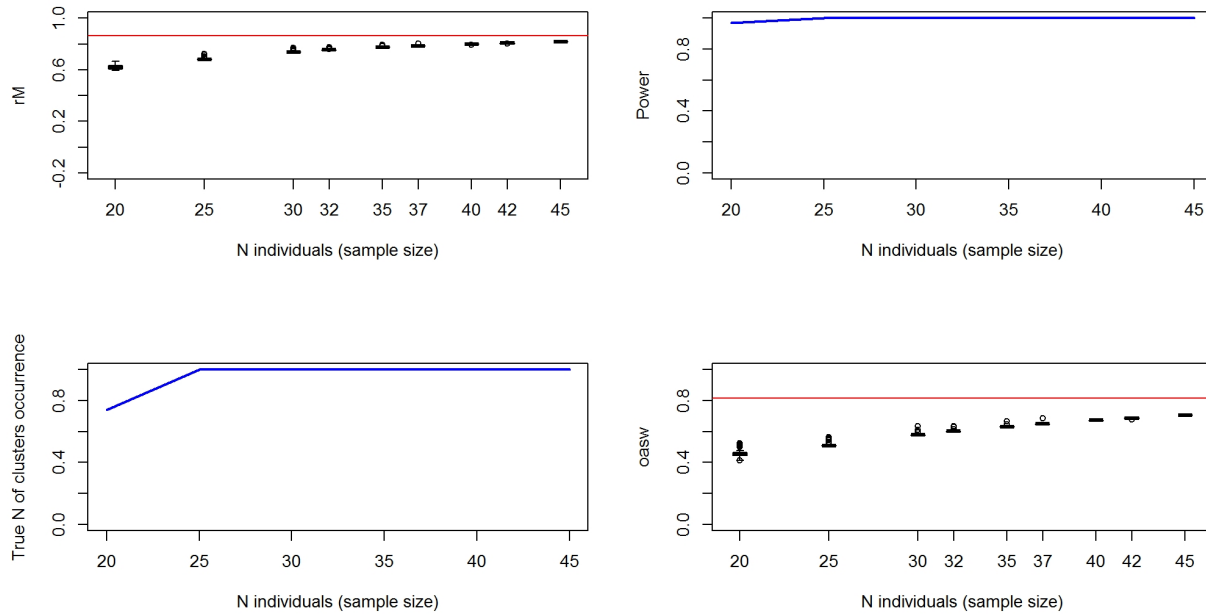 rM
-0.2
0.2
0.6
1.0
20 25 30 32 35 37 40 42 45
N individuals (sample size)
Power
0.0
0.4
0.8
20 25 30 35 40 45
N individuals (sample size)
True N of clusters occurrence
0.0
0.4
0.8
20 25 30 35 40 45
N individuals (sample size)
oasw
0.0
0.4
0.8
20 25 30 32 35 37 40 42 45
N individuals (sample size)